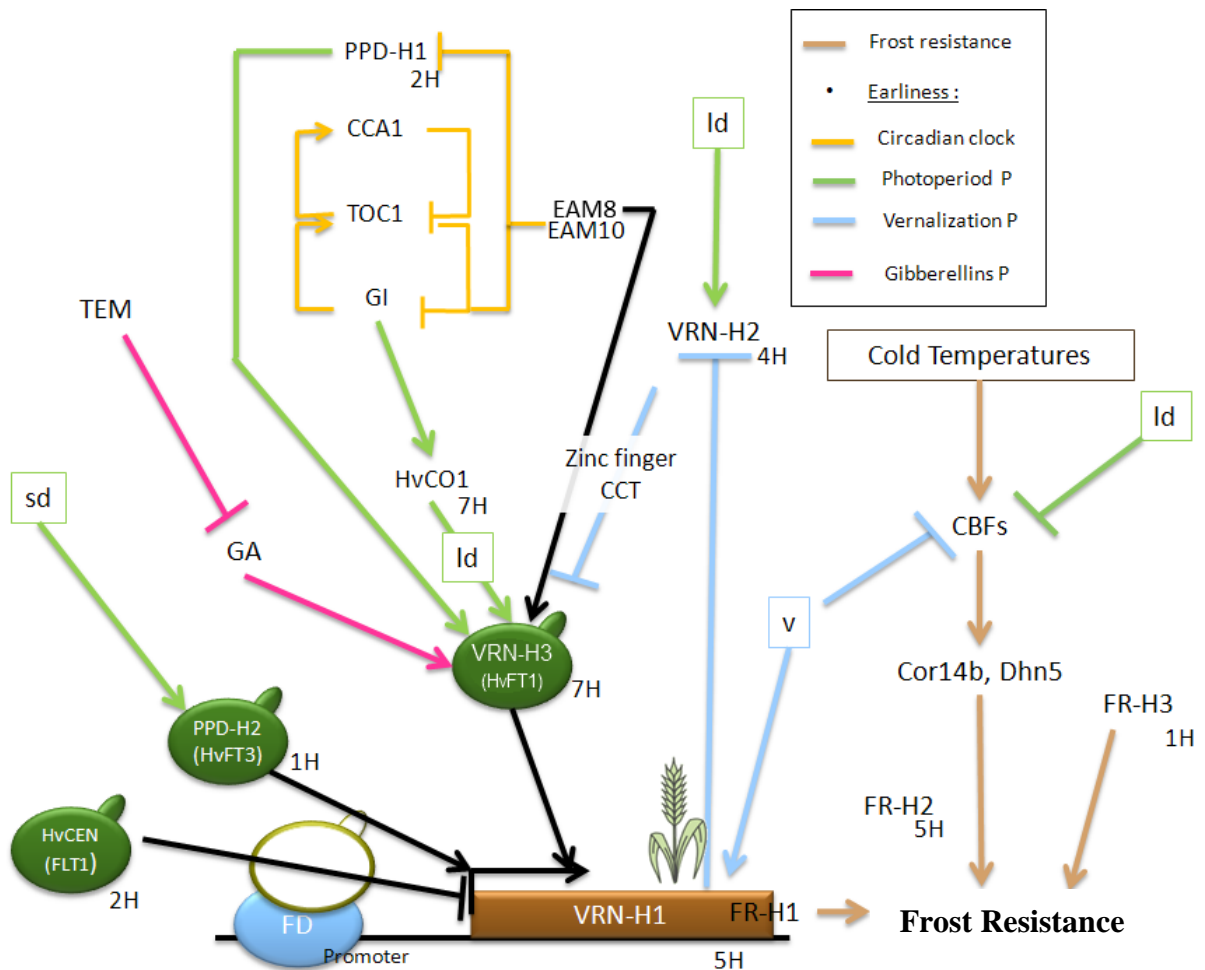 PPD-H1
2H
CCA1
TOC1
GI
EAM8
EAM10
ld
Frost resistance
• Earliness :
Circadian clock
Photoperiod P
Vernalization P
Gibberellins P
TEM
VRN-H2
4H
Cold Temperatures
ld
sd
HvCO1
7H
Zinc finger
CCT
GA
ld
CBFs
v
VRN-H3
(HvFT1)
7H
Cor14b, Dhn5
FR-H3
1H
PPD-H2
(HvFT3)
1H
FR-H2
5H
HvCEN
(FLT1)
2H
FD
Promoter
VRN-H1
FR-H1
5H
Frost Resistance